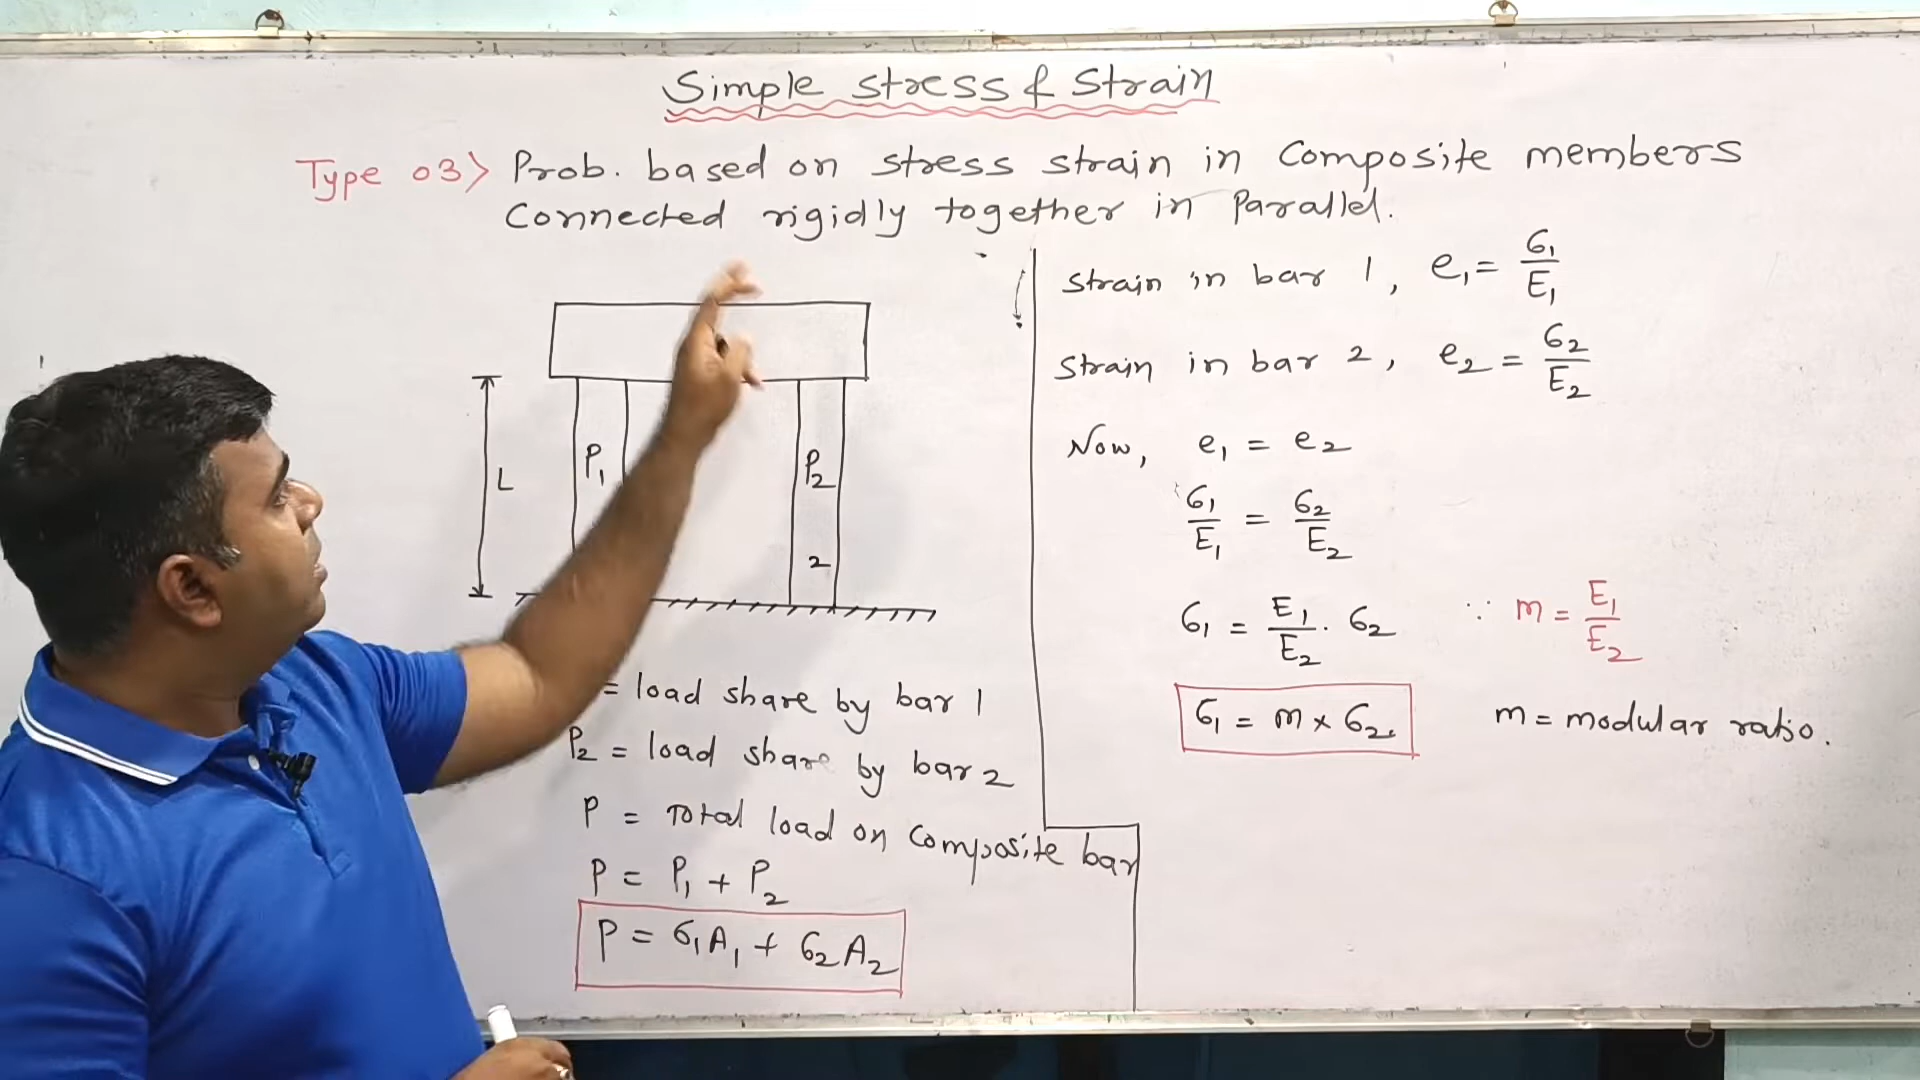 Simple Stress & Strain
Type 03> Prob. based on stress strain in Composite members
Connected rigidly together in Parallel.
L
P₁
P₂
2
= load share by bar 1
P₂ = load share by bar 2
P = Total load on Composite bar
P = P₁ + P₂
P = σ₁A₁ + σ₂A₂
Strain in bar 1, e₁ = σ₁/E₁
Strain in bar 2, e₂ = σ₂/E₂
Now, e₁ = e₂
σ₁/E₁ = σ₂/E₂
σ₁ = E₁/E₂ . σ₂ ∵ m = E₁/E₂
σ₁ = m × σ₂. m = modular ratio.